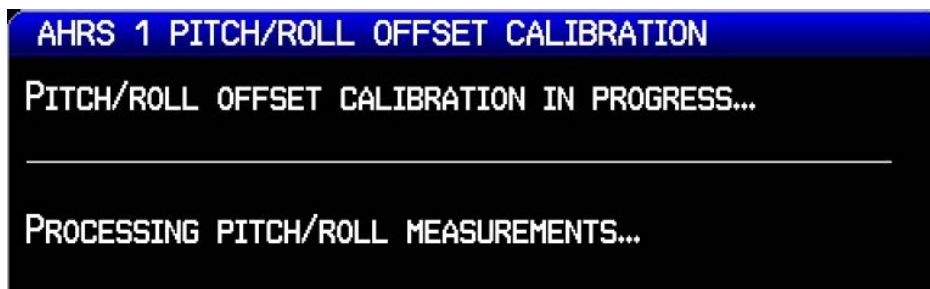 AHRS 1 PITCH/ROLL OFFSET CALIBRATION
PITCH/ROLL OFFSET CALIBRATION IN PROGRESS…
PROCESSING PITCH/ROLL MEASUREMENTS…